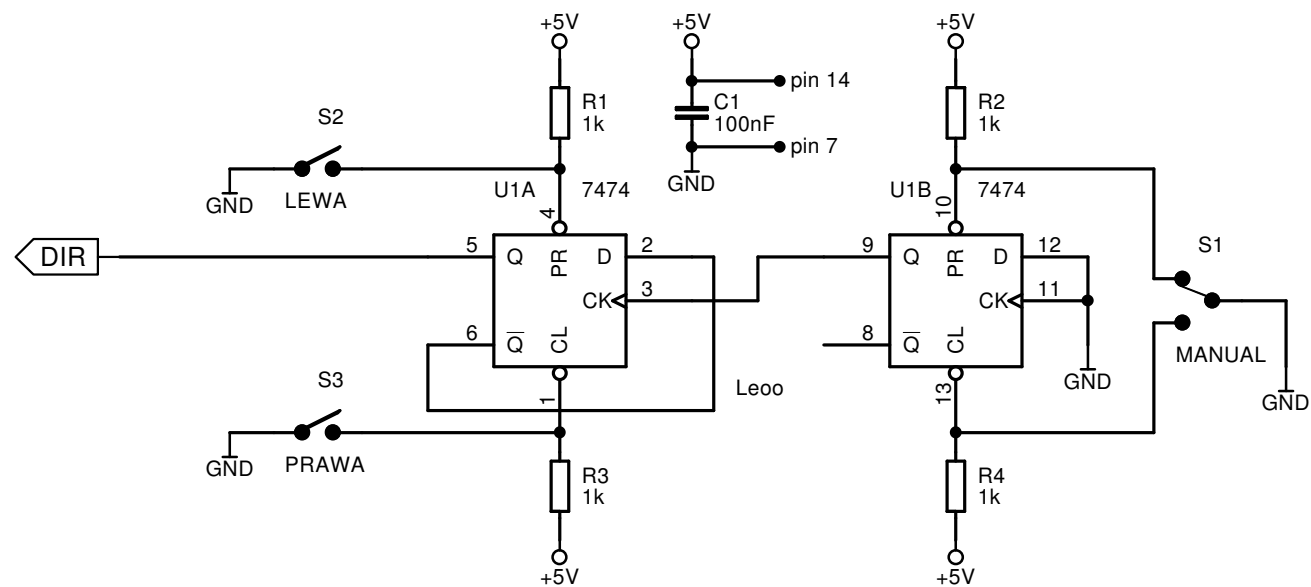 +5V
+5V
+5V
R1
1k
C1
100nF
pin 14
pin 7
GND
R2
1k
S2
GND
LEWA
U1A
7474
4
U1B
7474
10
DIR
5
Q
PR
D
2
CK
3
6
Q
CL
1
9
Q
PR
D
12
CK
11
8
Q
CL
13
GND
S1
MANUAL
GND
S3
GND
PRAWA
Leoo
R3
1k
R4
1k
+5V
+5V